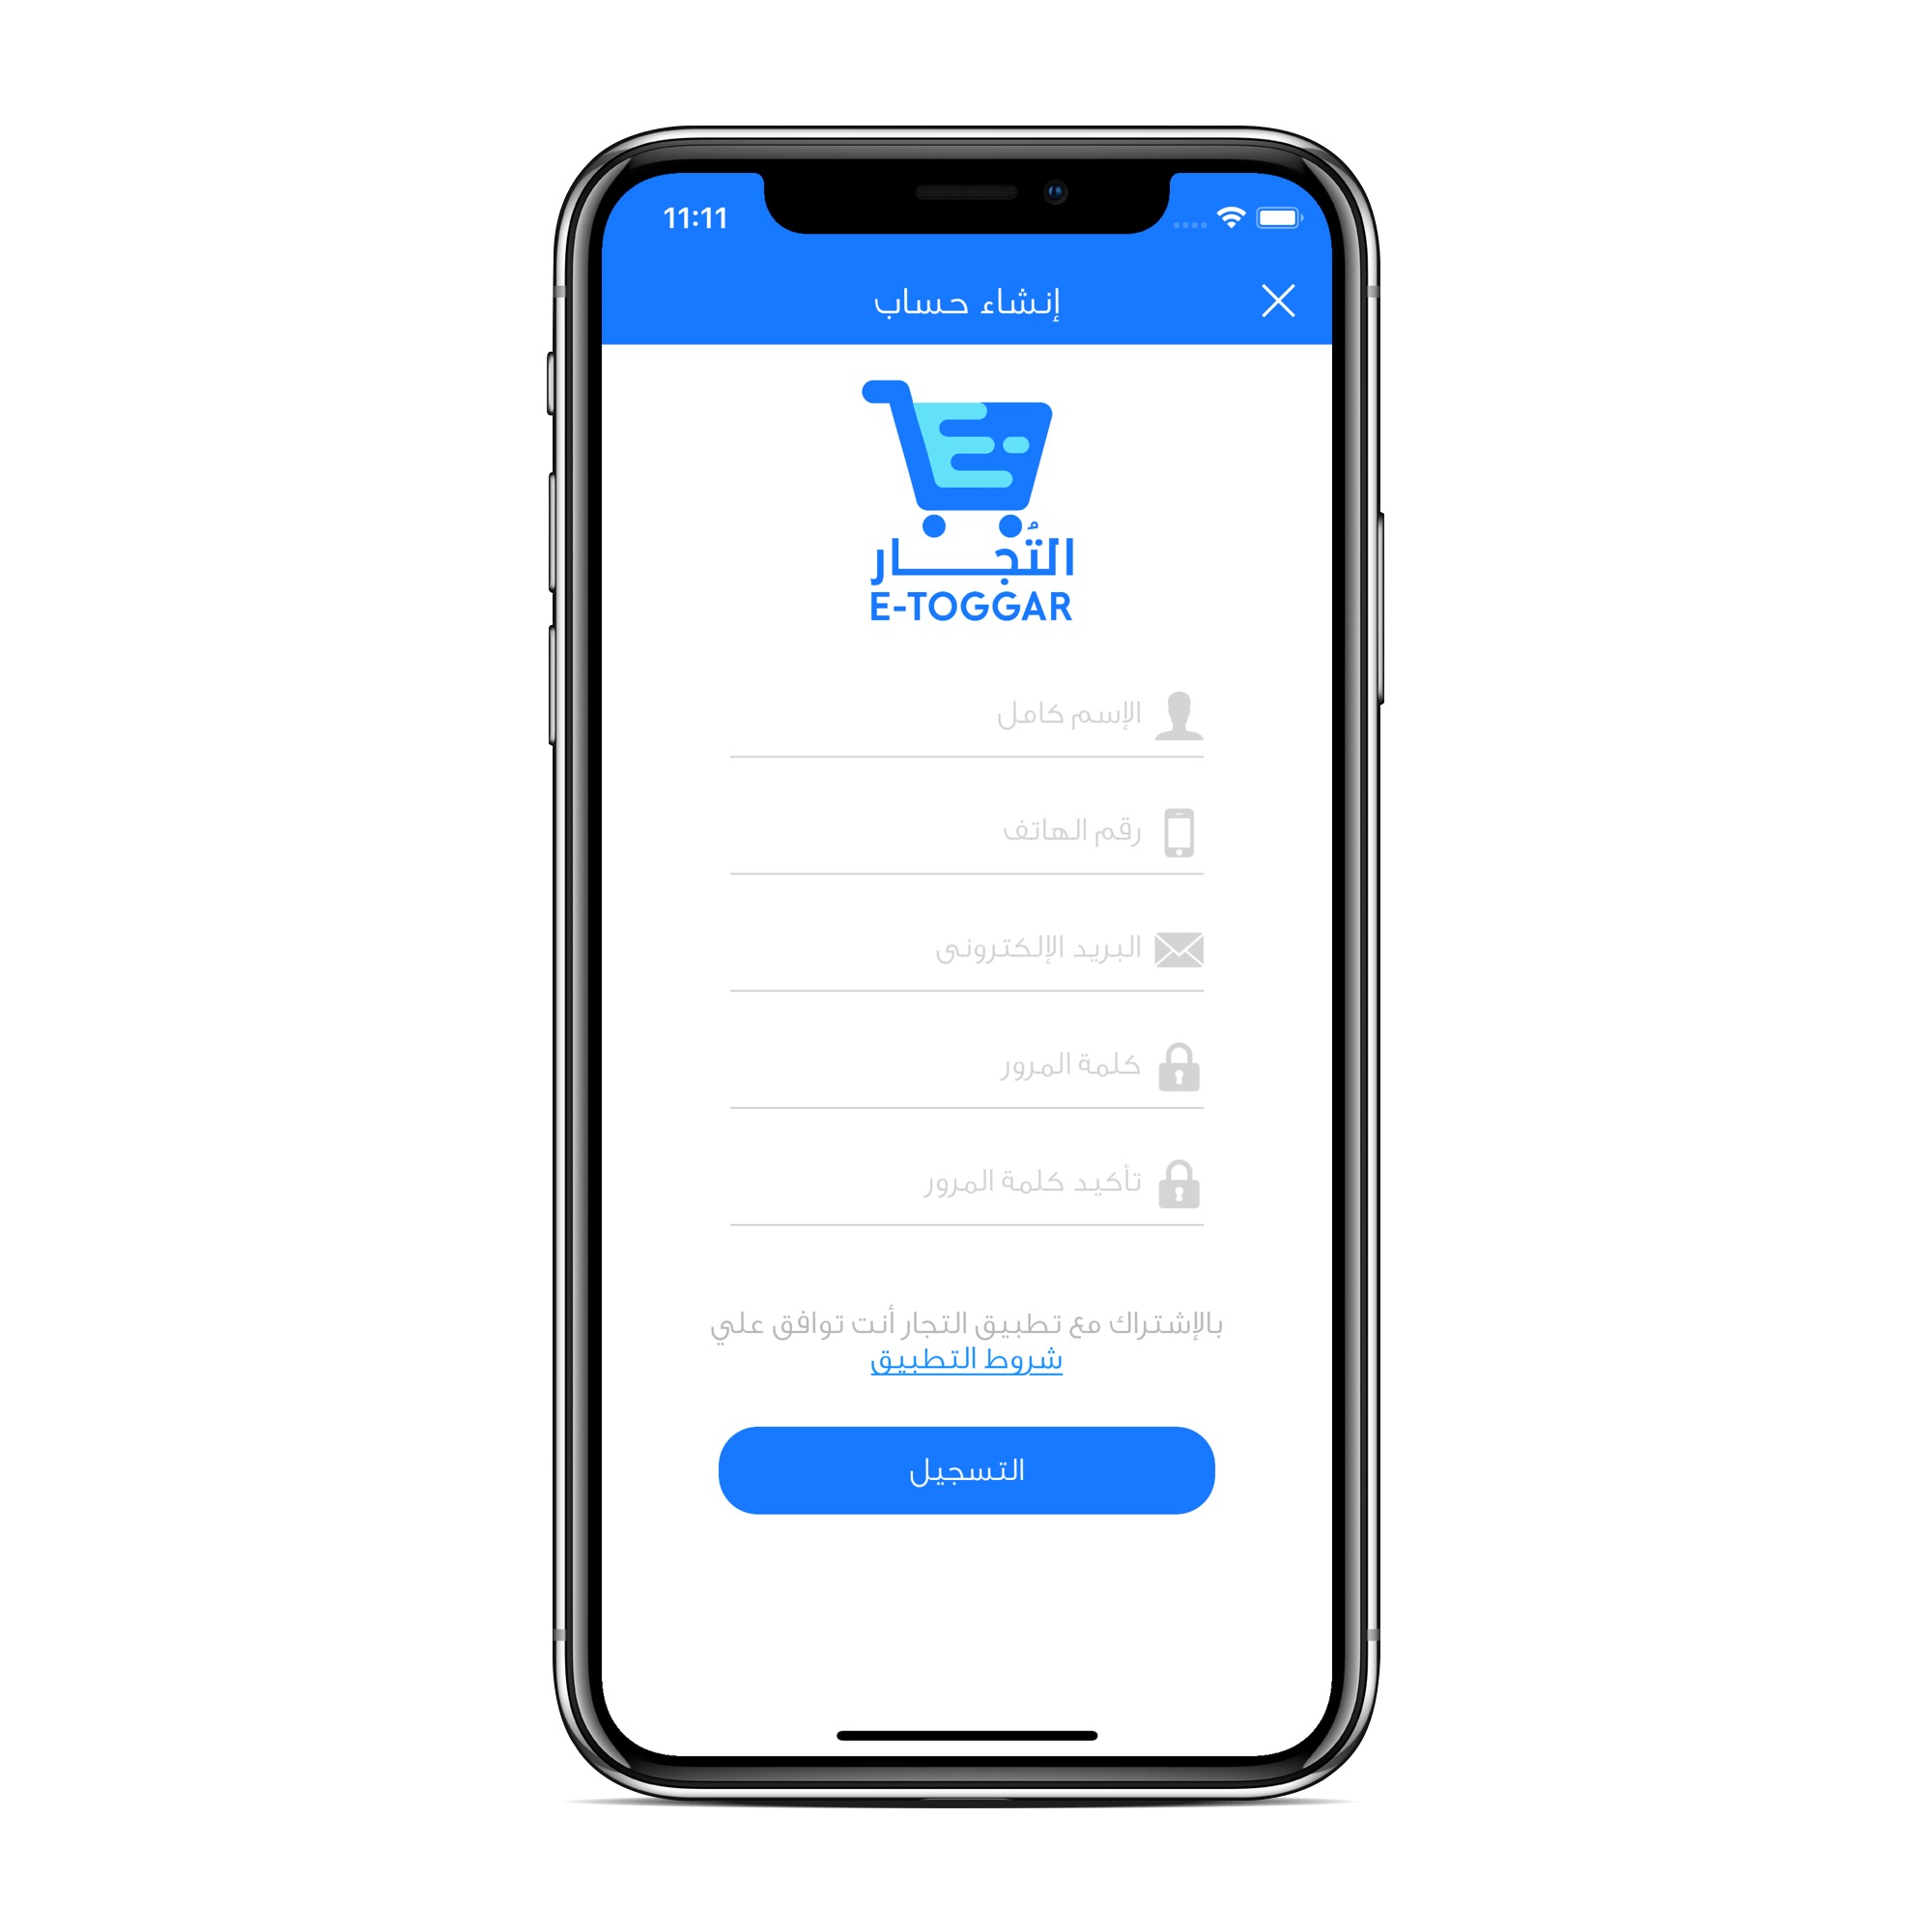 11:11
إنشاء حساب
التُجـــار
E-TOGGAR
الإسم كامل
رقم الهاتف
البريد الإلكترونى
كلمة المرور
تأكيد كلمة المرور
بالإشتراك مع تطبيق التجار أنت توافق علي
شروط التطبيق
التسجيل